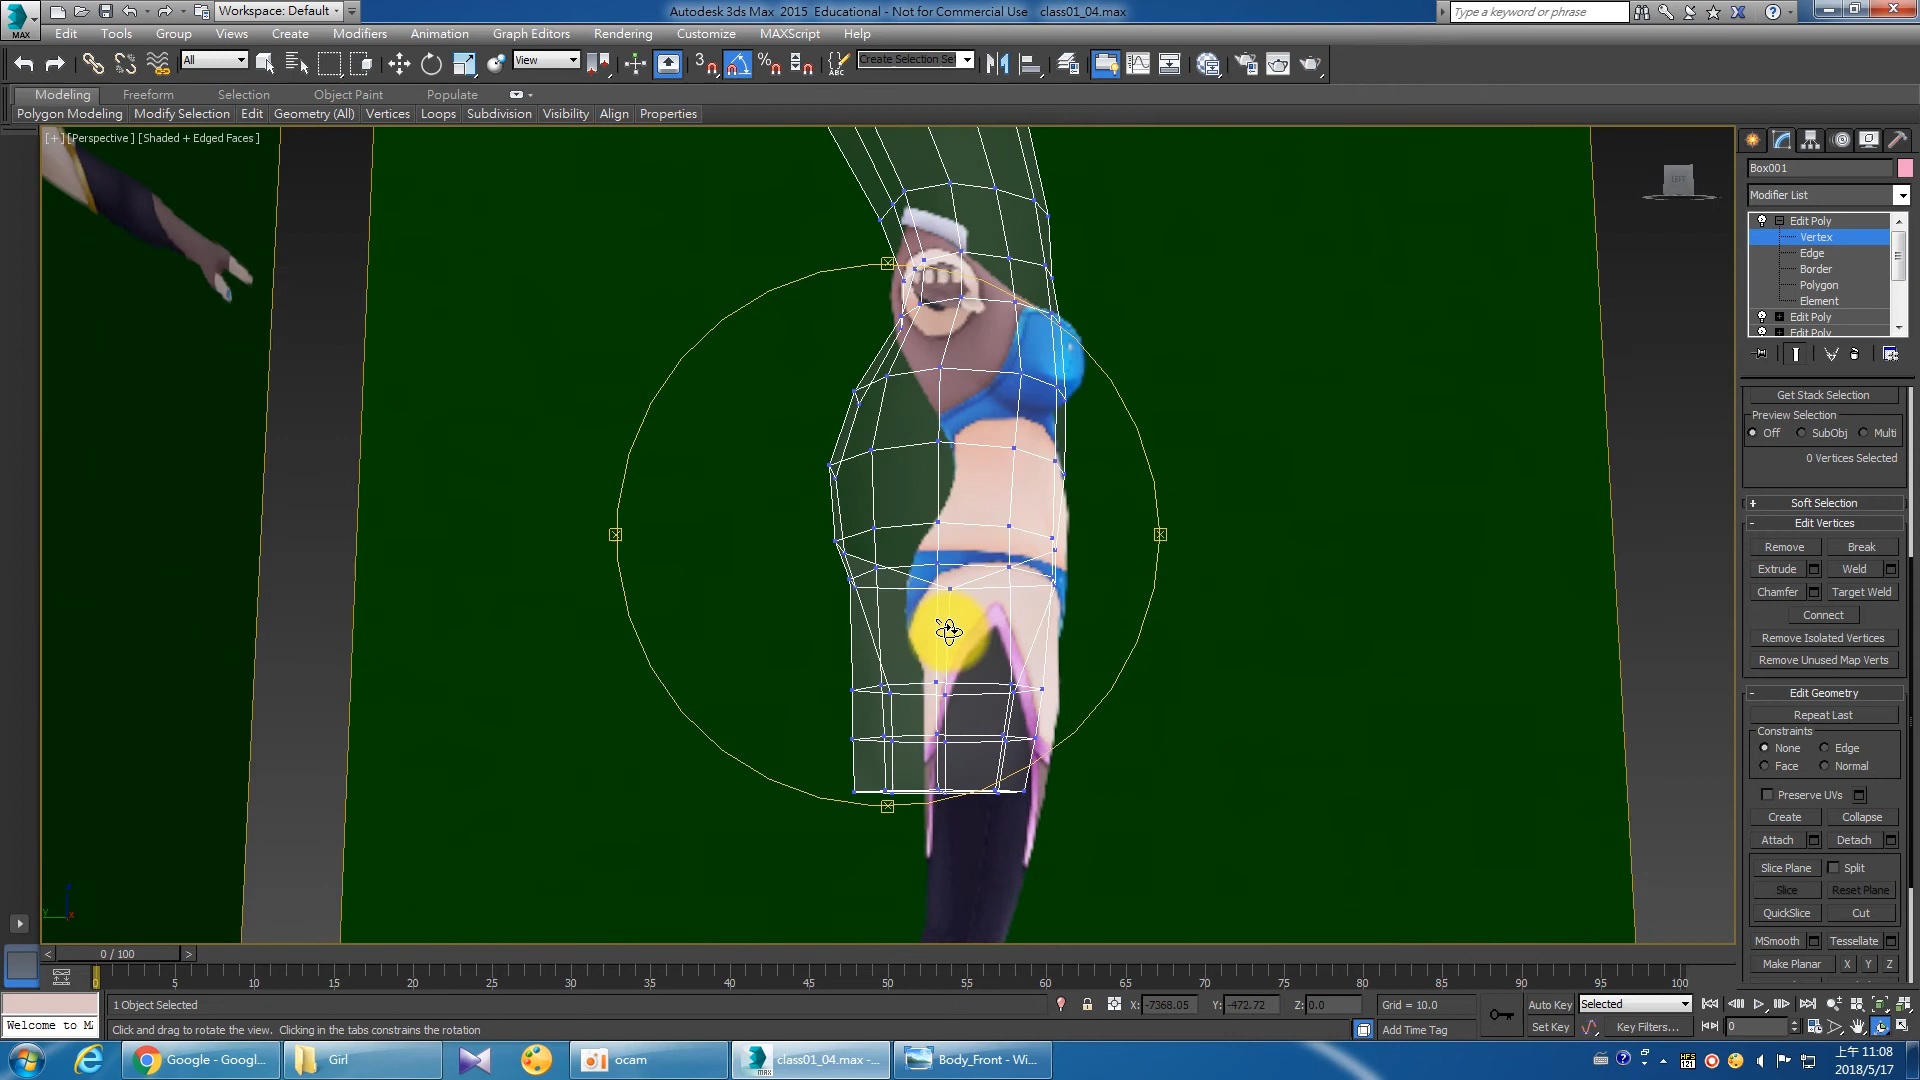 Workspace: Default
Autodesk 3ds Max 2015 Educational - Not for Commercial Use class01_04.max
Type a keyword or phrase
MAX
Edit Tools Group Views Create Modifiers Animation Graph Editors Rendering Customize MAXScript Help
All
View
3
Create Selection Se
Modeling Freeform Selection Object Paint Populate
Polygon Modeling Modify Selection Edit Geometry (All) Vertices Loops Subdivision Visibility Align Properties
[+] [Perspective ] [Shaded + Edged Faces ]
LEFT
Box001
Modifier List
Edit Poly
Vertex
Edge
Border
Polygon
Element
Edit Poly
Edit Poly
Get Stack Selection
Preview Selection
Off SubObj Multi
0 Vertices Selected
+ Soft Selection
- Edit Vertices
Remove Break
Extrude Weld
Chamfer Target Weld
Connect
Remove Isolated Vertices
Remove Unused Map Verts
- Edit Geometry
Repeat Last
Constraints
None Edge
Face Normal
Preserve UVs
Create Collapse
Attach Detach
Slice Plane Split
Slice Reset Plane
QuickSlice Cut
MSmooth Tessellate
Make Planar X Y Z
y x
< 0 / 100 >
0 5 10 15 20 25 30 35 40 45 50 55 60 65 70 75 80 85 90 95 100
1 Object Selected
X: -7368.05 Y: -472.72 Z: 0.0 Grid = 10.0
Auto Key Selected
Welcome to M
Click and drag to rotate the view. Clicking in the tabs constrains the rotation
Add Time Tag
Set Key Key Filters... 0
Google - Googl...
Girl
ocam
class01_04.max -...
Body_Front - Wi...
上午 11:08
2018/5/17